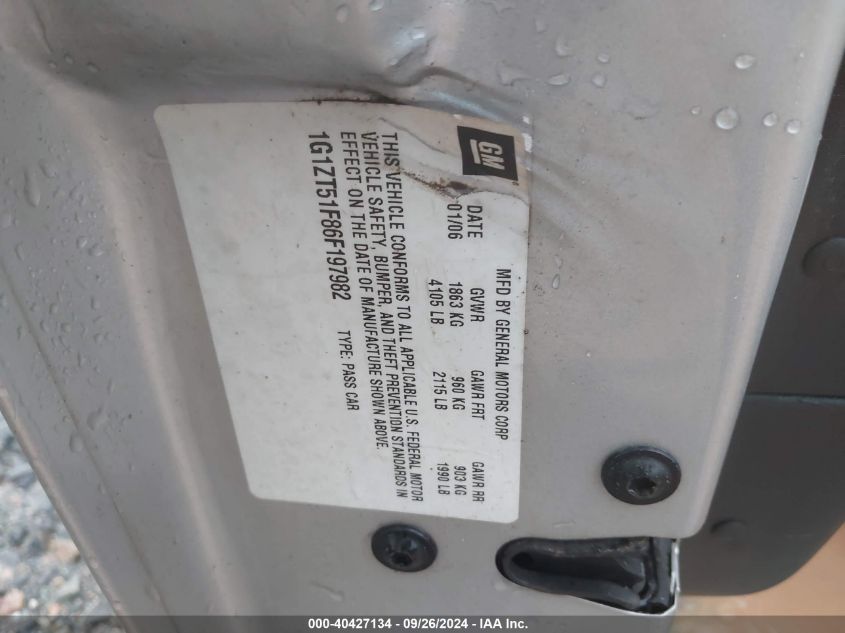 GM
MFD BY GENERAL MOTORS CORP
DATE GVWR GAWR FRT GAWR RR
01/06 1863 KG 960 KG 903 KG
4105 LB 2115 LB 1990 LB
THIS VEHICLE CONFORMS TO ALL APPLICABLE U.S. FEDERAL MOTOR
VEHICLE SAFETY, BUMPER, AND THEFT PREVENTION STANDARDS IN
EFFECT ON THE DATE OF MANUFACTURE SHOWN ABOVE.
1G1ZT51F86F197982 TYPE: PASS CAR
000-40427134 - 09/26/2024 - IAA Inc.